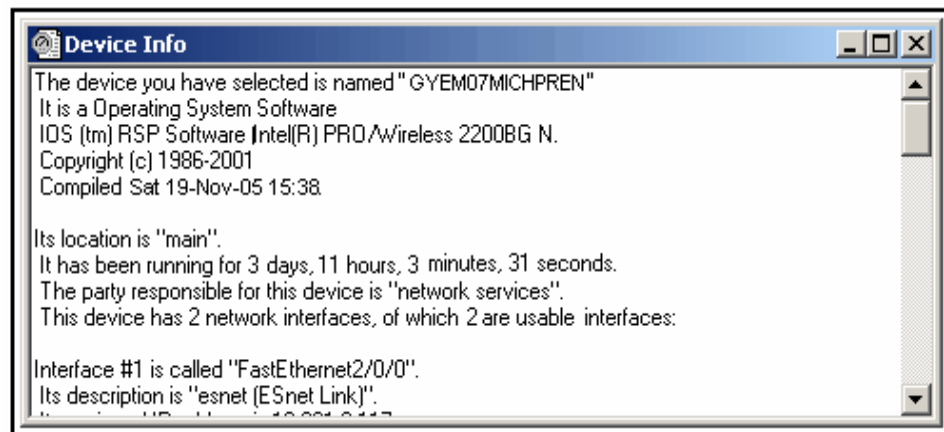 Device Info
The device you have selected is named "GYEM07MICHPREN"
It is a Operating System Software
IOS (tm) RSP Software Intel(R) PRO/Wireless 2200BG N.
Copyright (c) 1986-2001
Compiled Sat 19-Nov-05 15:38
Its location is "main".
It has been running for 3 days, 11 hours, 3 minutes, 31 seconds.
The party responsible for this device is "network services".
This device has 2 network interfaces, of which 2 are usable interfaces:
Interface #1 is called "FastEthernet2/0/0".
Its description is "esnet (ESnet Link)".